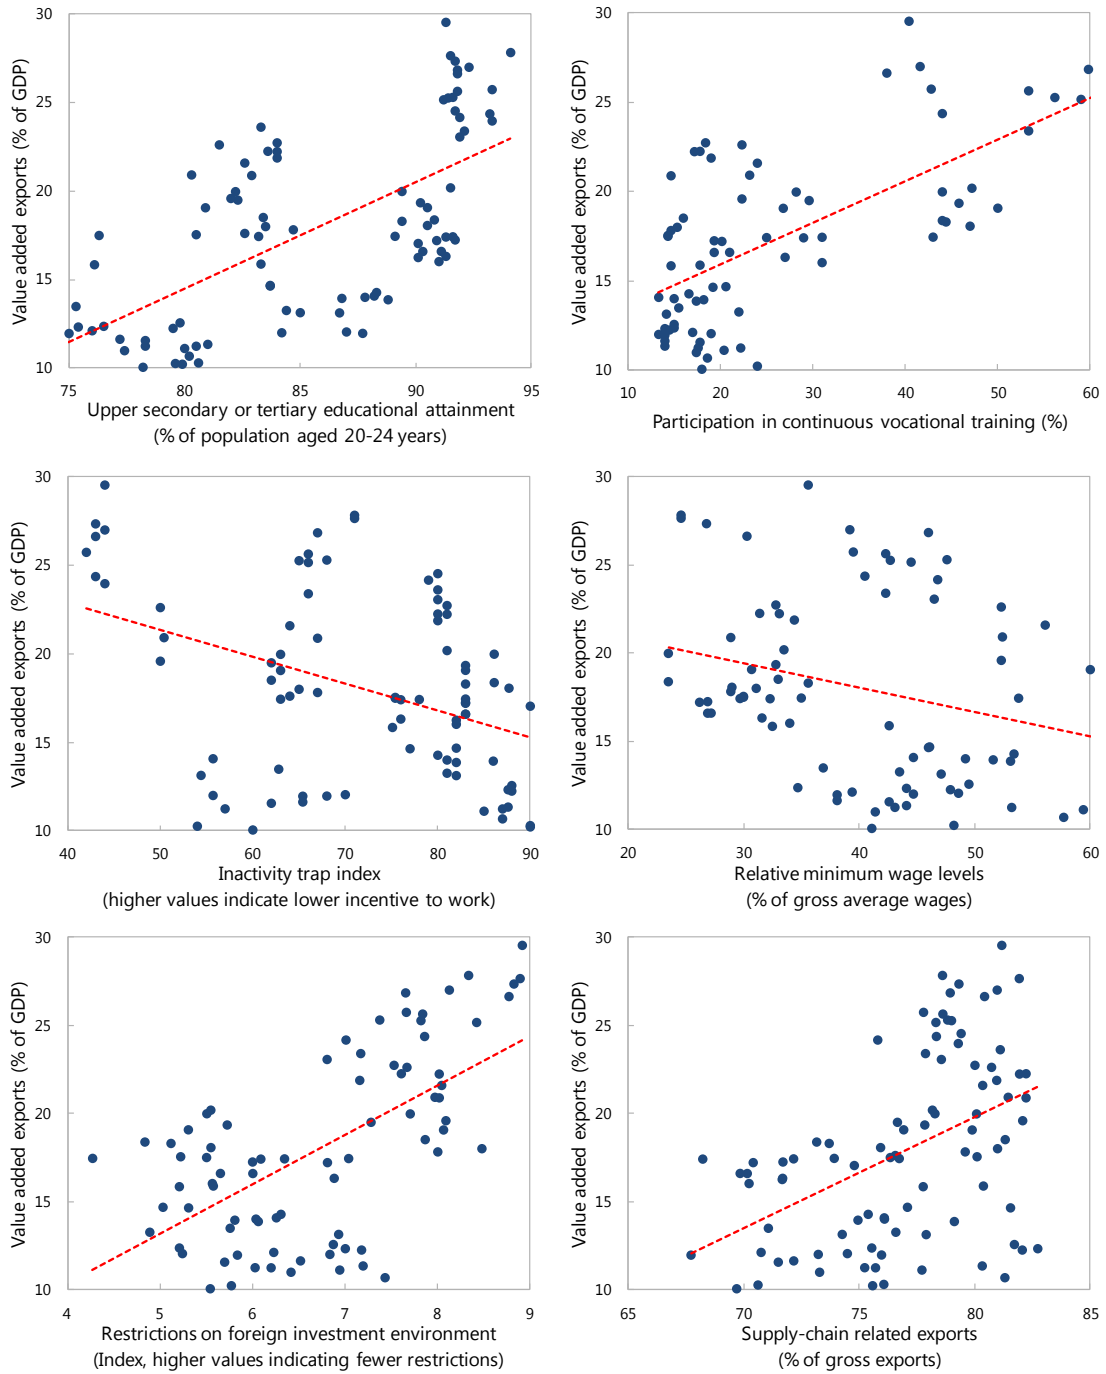 30
25
20
15
10
Value added exports (% of GDP)
75 80 85 90 95
Upper secondary or tertiary educational attainment
(% of population aged 20-24 years)
30
25
20
15
10
Value added exports (% of GDP)
10 20 30 40 50 60
Participation in continuous vocational training (%)
30
25
20
15
10
Value added exports (% of GDP)
40 50 60 70 80 90
Inactivity trap index
(higher values indicate lower incentive to work)
30
25
20
15
10
Value added exports (% of GDP)
20 30 40 50 60
Relative minimum wage levels
(% of gross average wages)
30
25
20
15
10
Value added exports (% of GDP)
4 5 6 7 8 9
Restrictions on foreign investment environment
(Index, higher values indicating fewer restrictions)
30
25
20
15
10
Value added exports (% of GDP)
65 70 75 80 85
Supply-chain related exports
(% of gross exports)